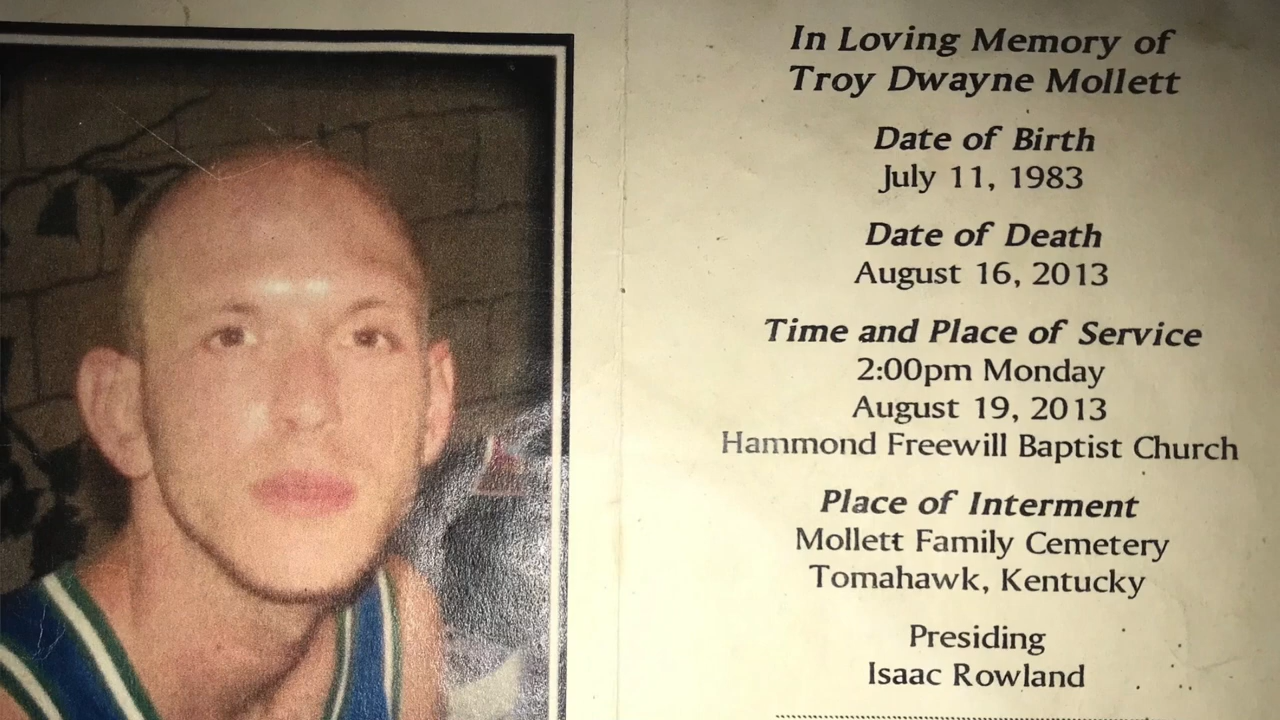 In Loving Memory of
Troy Dwayne Mollett
Date of Birth
July 11, 1983
Date of Death
August 16, 2013
Time and Place of Service
2:00pm Monday
August 19, 2013
Hammond Freewill Baptist Church
Place of Interment
Mollett Family Cemetery
Tomahawk, Kentucky
Presiding
Isaac Rowland